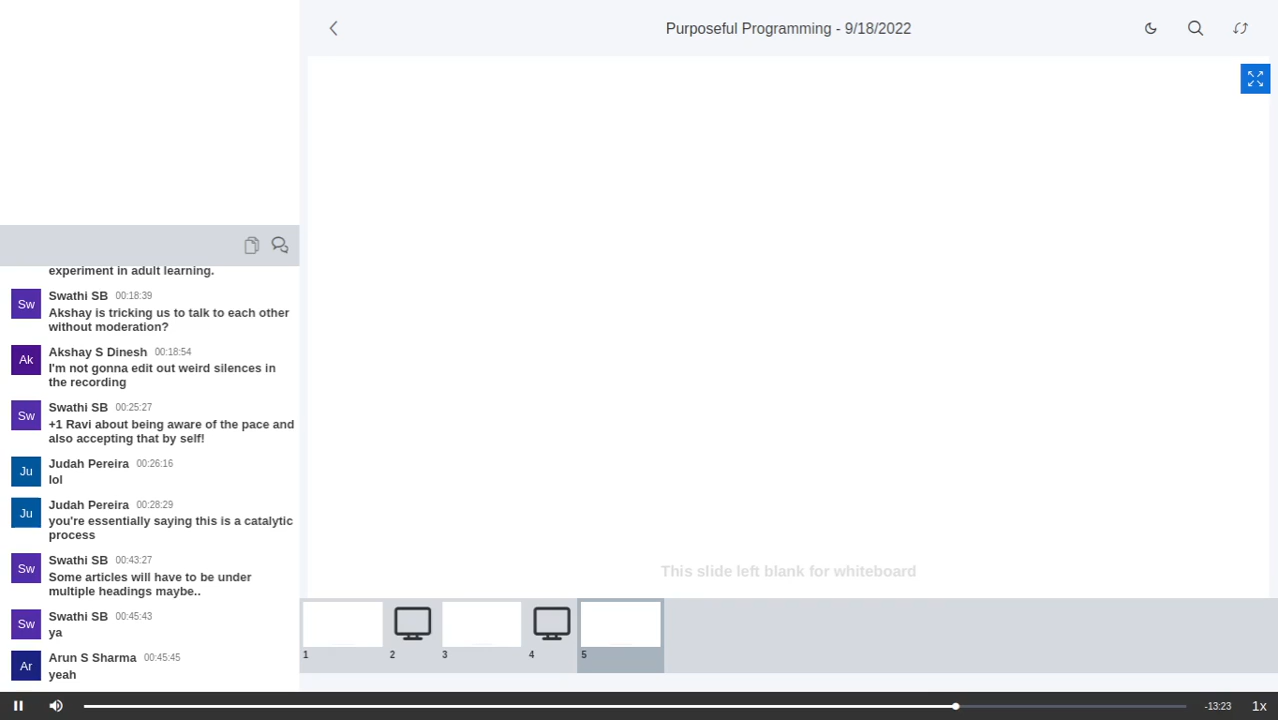 Purposeful Programming - 9/18/2022
experiment in adult learning.
Sw
Swathi SB 00:18:39
Akshay is tricking us to talk to each other
without moderation?
Ak
Akshay S Dinesh 00:18:54
I'm not gonna edit out weird silences in
the recording
Sw
Swathi SB 00:25:27
+1 Ravi about being aware of the pace and
also accepting that by self!
Ju
Judah Pereira 00:26:16
lol
Ju
Judah Pereira 00:28:29
you're essentially saying this is a catalytic
process
Sw
Swathi SB 00:43:27
Some articles will have to be under
multiple headings maybe..
Sw
Swathi SB 00:45:43
ya
Ar
Arun S Sharma 00:45:45
yeah
This slide left blank for whiteboard
1 2 3 4 5
-13:23 1x